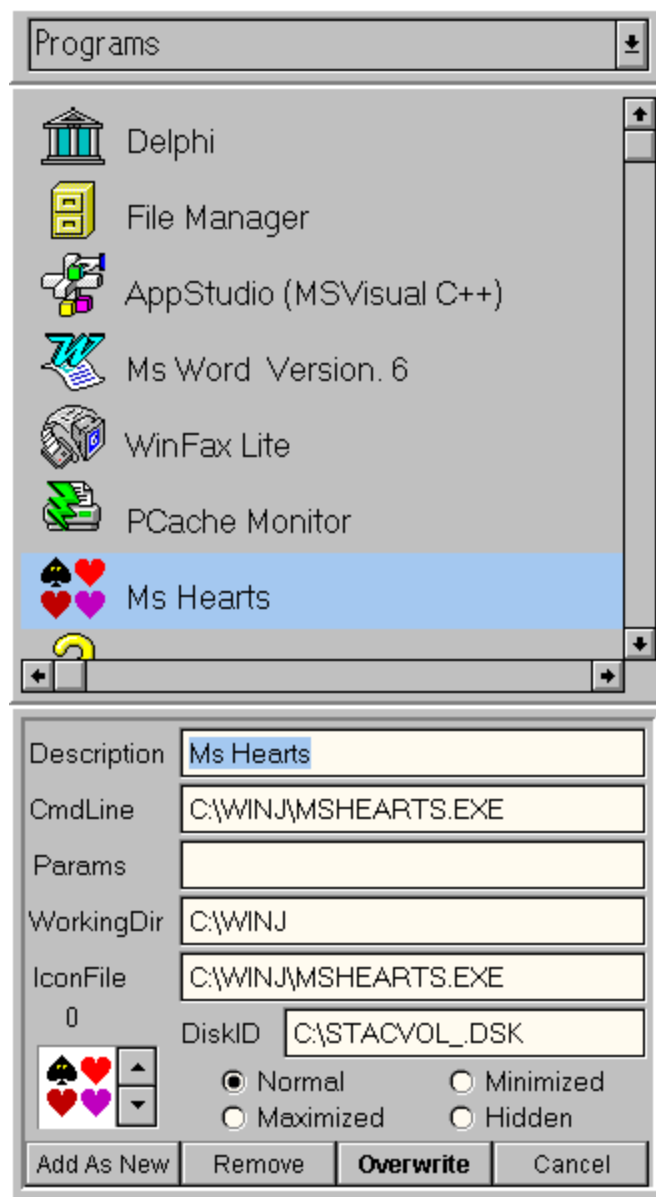 Programs
Delphi
File Manager
AppStudio (MSVisual C++)
Ms Word Version. 6
WinFax Lite
PCache Monitor
Ms Hearts
Description Ms Hearts
CmdLine C:\WINJ\MSHEARTS.EXE
Params
WorkingDir C:\WINJ
IconFile C:\WINJ\MSHEARTS.EXE
0
DiskID C:\STACVOL_.DSK
Normal Minimized
Maximized Hidden
Add As New Remove Overwrite Cancel